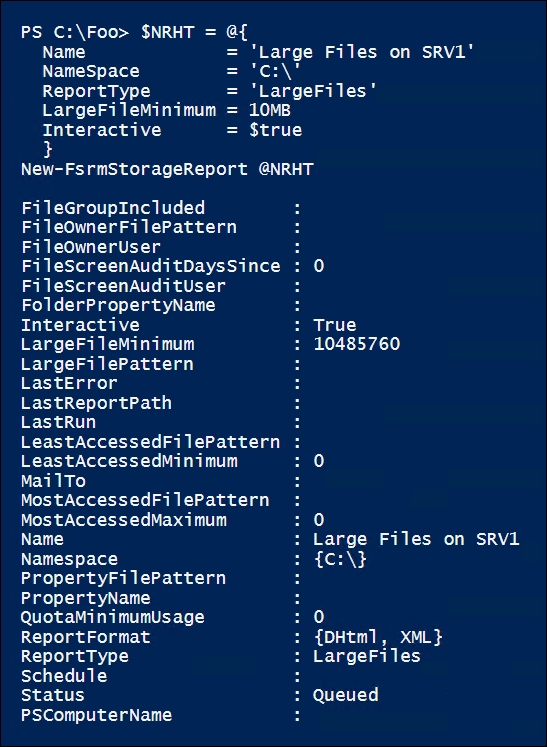 PS C:\Foo> $NRHT = @{
  Name             = 'Large Files on SRV1'
  NameSpace        = 'C:\'
  ReportType       = 'LargeFiles'
  LargeFileMinimum = 10MB
  Interactive      = $true
  }
New-FsrmStorageReport @NRHT
FileGroupIncluded        :
FileOwnerFilePattern     :
FileOwnerUser            :
FileScreenAuditDaysSince : 0
FileScreenAuditUser      :
FolderPropertyName       :
Interactive              : True
LargeFileMinimum         : 10485760
LargeFilePattern         :
LastError                :
LastReportPath           :
LastRun                  :
LeastAccessedFilePattern :
LeastAccessedMinimum     : 0
MailTo                   :
MostAccessedFilePattern  :
MostAccessedMaximum      : 0
Name                     : Large Files on SRV1
Namespace                : {C:\}
PropertyFilePattern      :
PropertyName             :
QuotaMinimumUsage        : 0
ReportFormat             : {DHtml, XML}
ReportType               : LargeFiles
Schedule                 :
Status                   : Queued
PSComputerName           :